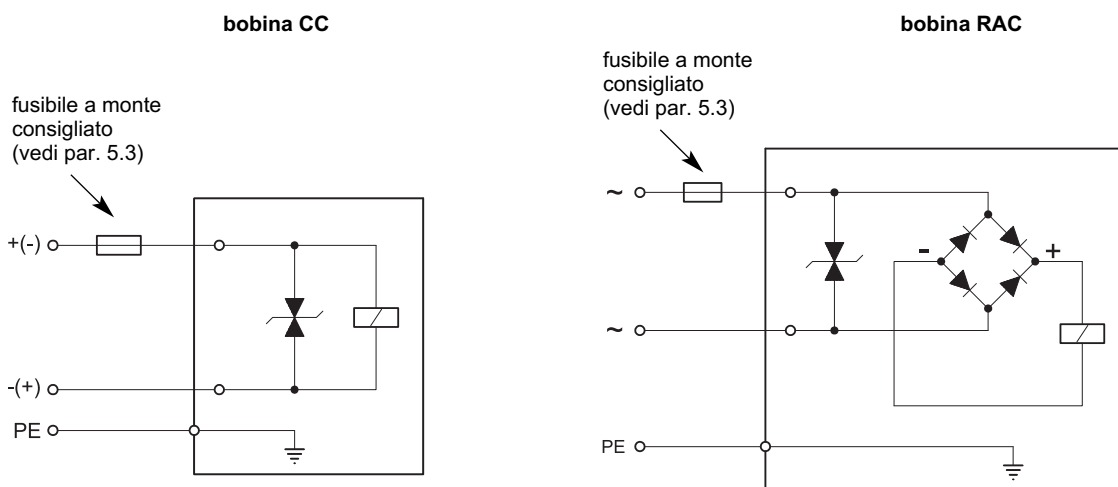 bobina CC
fusibile a monte
consigliato
(vedi par. 5.3)
+(-)
-(+)
PE
bobina RAC
fusibile a monte
consigliato
(vedi par. 5.3)
~
- +
~
PE